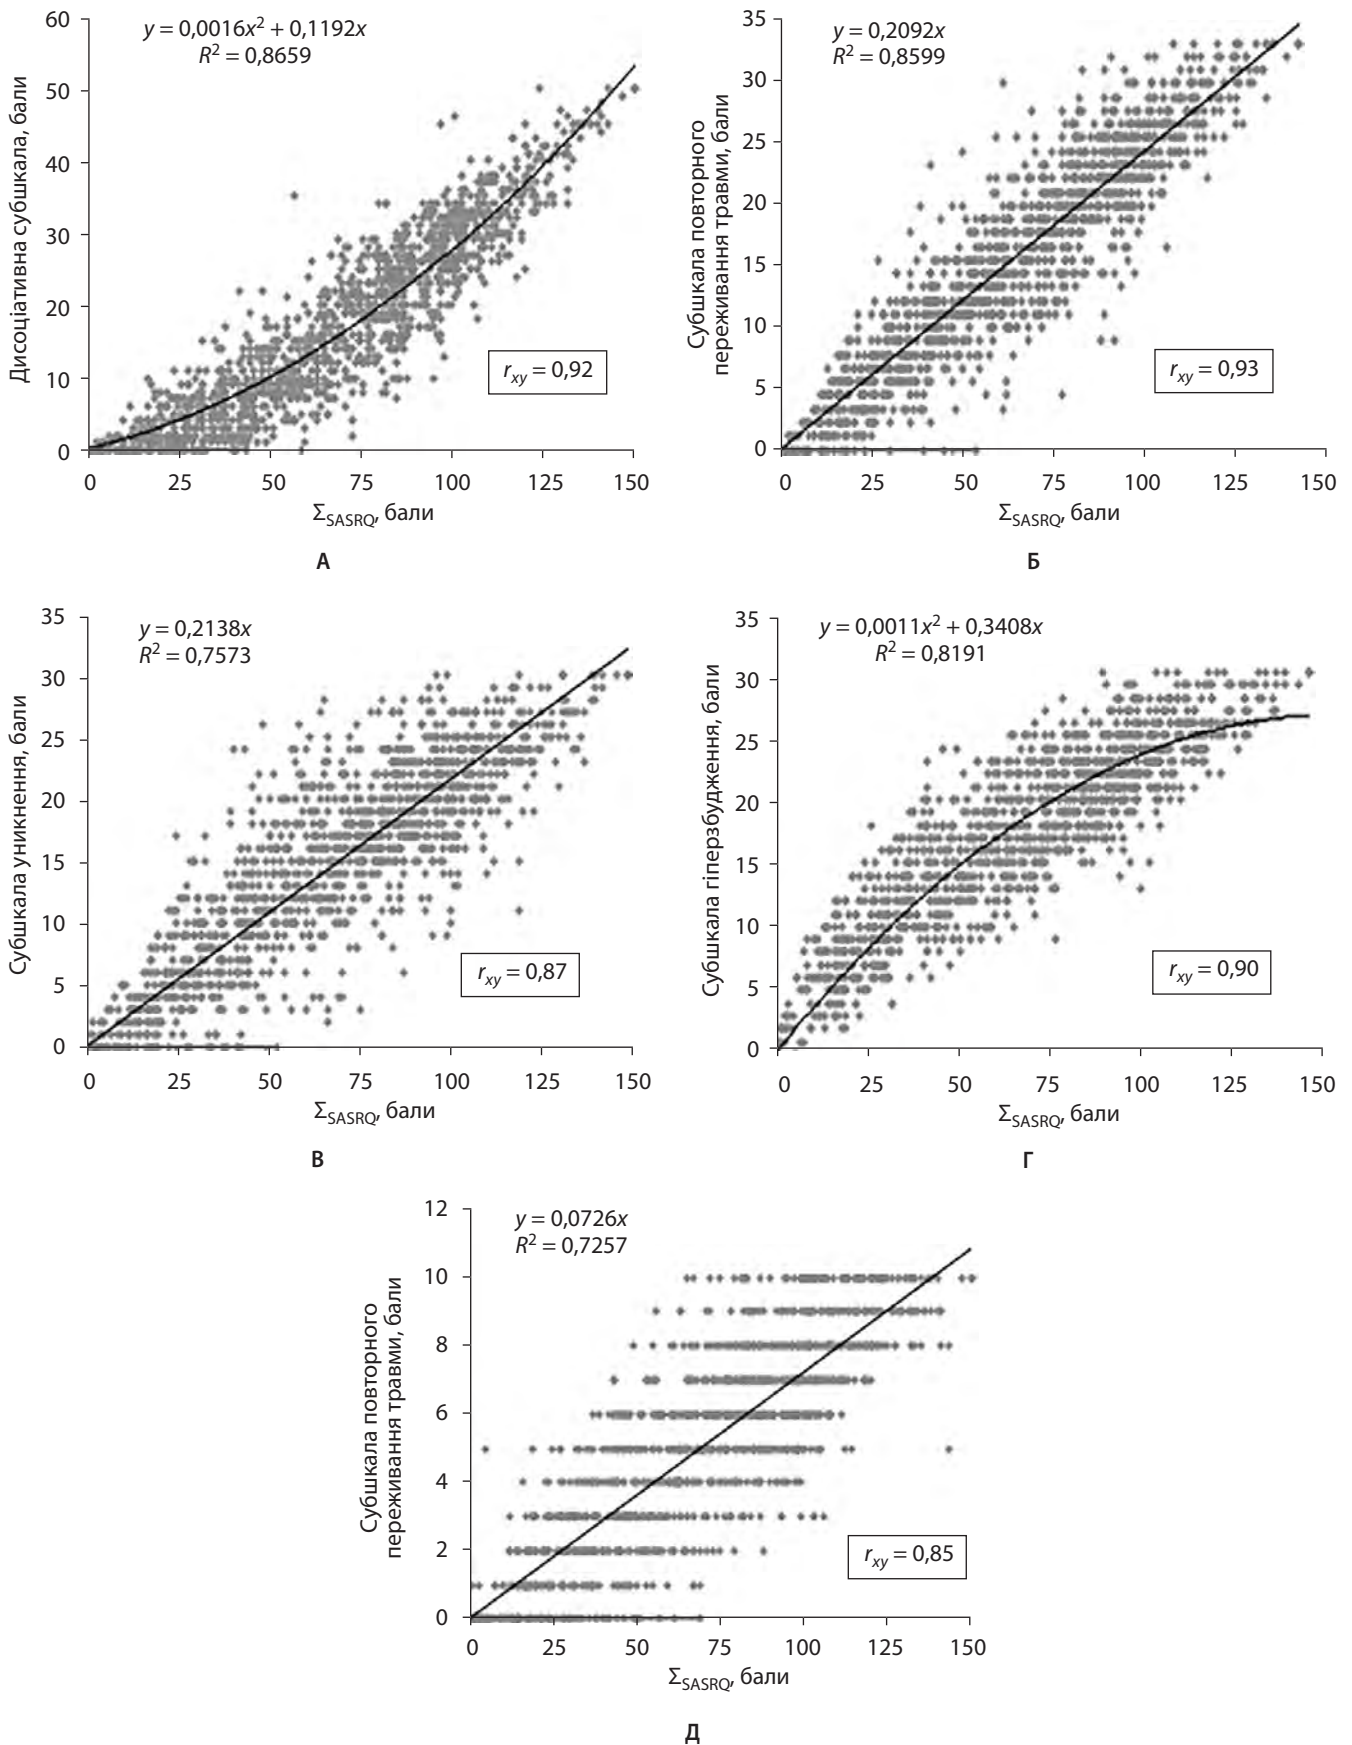 y = 0,0016x² + 0,1192x
R² = 0,8659
60
50
40
30
20
10
0
Дисоціативна субшкала, бали
r_xy = 0,92
0 25 50 75 100 125 150
Σ_SASRQ, бали
А
y = 0,2092x
R² = 0,8599
35
30
25
20
15
10
5
0
Субшкала повторного
переживання травми, бали
r_xy = 0,93
0 25 50 75 100 125 150
Σ_SASRQ, бали
Б
y = 0,2138x
R² = 0,7573
35
30
25
20
15
10
5
0
Субшкала уникнення, бали
r_xy = 0,87
0 25 50 75 100 125 150
Σ_SASRQ, бали
В
y = 0,0011x² + 0,3408x
R² = 0,8191
35
30
25
20
15
10
5
0
Субшкала гіперзбудження, бали
r_xy = 0,90
0 25 50 75 100 125 150
Σ_SASRQ, бали
Г
y = 0,0726x
R² = 0,7257
12
10
8
6
4
2
0
Субшкала повторного
переживання травми, бали
r_xy = 0,85
0 25 50 75 100 125 150
Σ_SASRQ, бали
Д